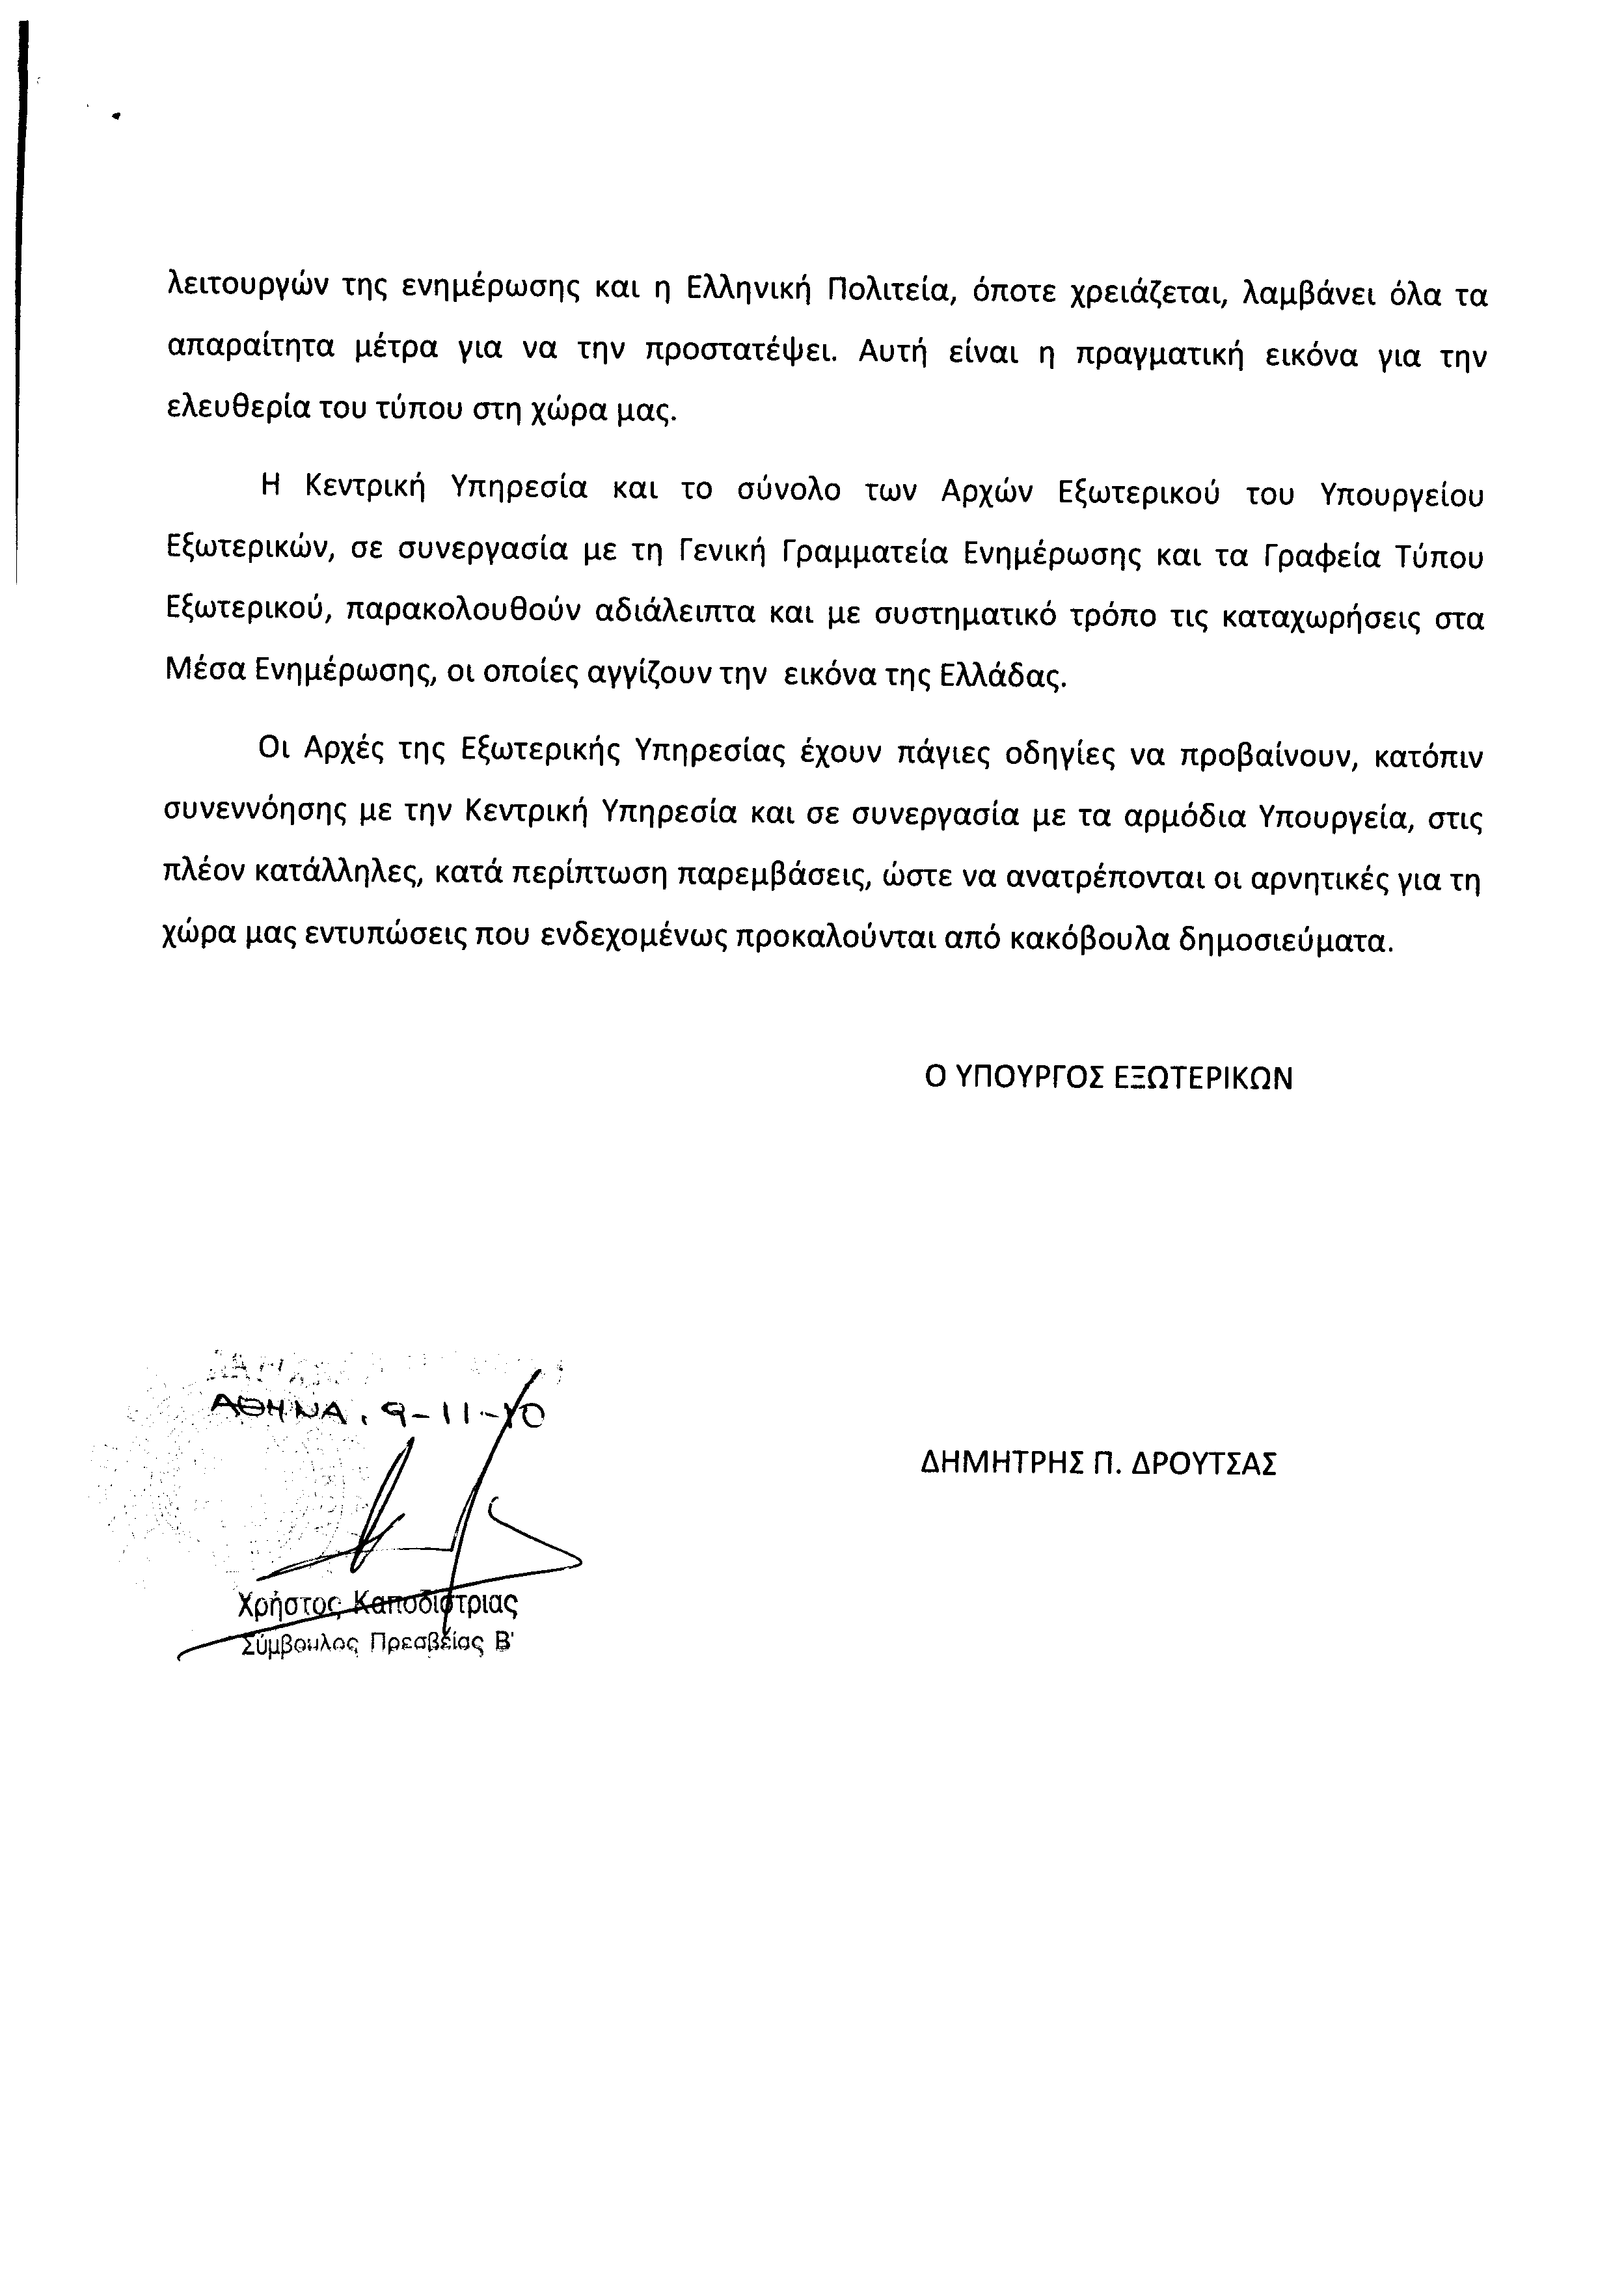 λειτουργών της ενημέρωσης και η Ελληνική Πολιτεία, όποτε χρειάζεται, λαμβάνει όλα τα
απαραίτητα μέτρα για να την προστατέψει. Αυτή είναι η πραγματική εικόνα για την
ελευθερία του τύπου στη χώρα μας.
Η Κεντρική Υπηρεσία και το σύνολο των Αρχών Εξωτερικού του Υπουργείου
Εξωτερικών, σε συνεργασία με τη Γενική Γραμματεία Ενημέρωσης και τα Γραφεία Τύπου
Εξωτερικού, παρακολουθούν αδιάλειπτα και με συστηματικό τρόπο τις καταχωρήσεις στα
Μέσα Ενημέρωσης, οι οποίες αγγίζουν την εικόνα της Ελλάδας.
Οι Αρχές της Εξωτερικής Υπηρεσίας έχουν πάγιες οδηγίες να προβαίνουν, κατόπιν
συνεννόησης με την Κεντρική Υπηρεσία και σε συνεργασία με τα αρμόδια Υπουργεία, στις
πλέον κατάλληλες, κατά περίπτωση παρεμβάσεις, ώστε να ανατρέπονται οι αρνητικές για τη
χώρα μας εντυπώσεις που ενδεχομένως προκαλούνται από κακόβουλα δημοσιεύματα.
Ο ΥΠΟΥΡΓΟΣ ΕΞΩΤΕΡΙΚΩΝ
ΑΘΗΝΑ, 9-11-10
ΔΗΜΗΤΡΗΣ Π. ΔΡΟΥΤΣΑΣ
Χρήστος Καποδίστριας
Σύμβουλος Πρεσβείας Β'